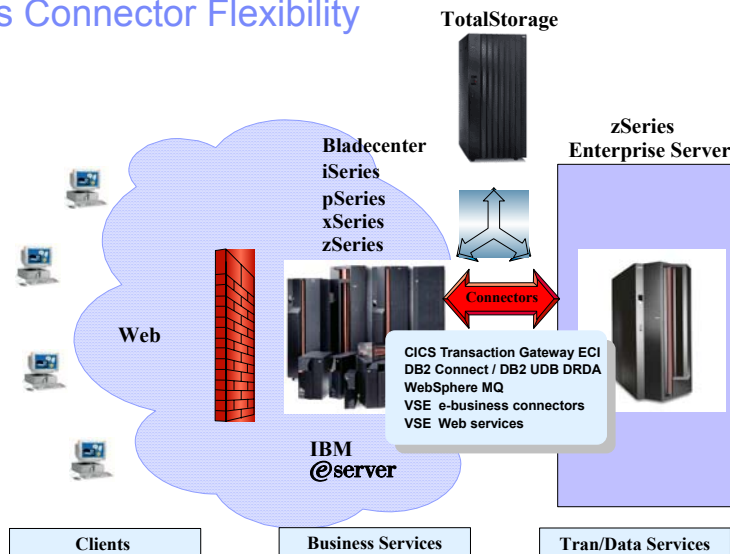 s Connector Flexibility
TotalStorage
zSeries
Enterprise Server
Bladecenter
iSeries
pSeries
xSeries
zSeries
Web
Connectors
CICS Transaction Gateway ECI
DB2 Connect / DB2 UDB DRDA
WebSphere MQ
VSE e-business connectors
VSE Web services
IBM
@server
Clients
Business Services
Tran/Data Services